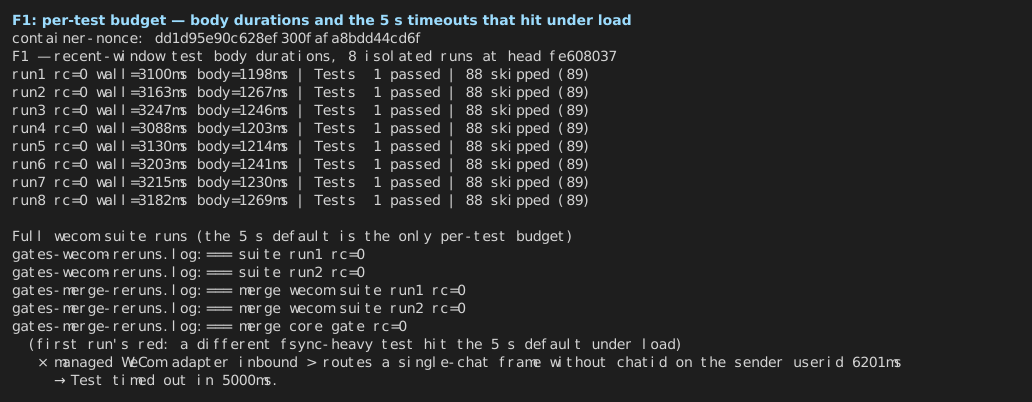 F1: per-test budget — body durations and the 5 s timeouts that hit under load
container-nonce: dd1d95e90c628ef300fafa8bdd44cd6f
F1 — recent-window test body durations, 8 isolated runs at head fe608037
run1 rc=0 wall=3100ms body=1198ms | Tests 1 passed | 88 skipped (89)
run2 rc=0 wall=3163ms body=1267ms | Tests 1 passed | 88 skipped (89)
run3 rc=0 wall=3247ms body=1246ms | Tests 1 passed | 88 skipped (89)
run4 rc=0 wall=3088ms body=1203ms | Tests 1 passed | 88 skipped (89)
run5 rc=0 wall=3130ms body=1214ms | Tests 1 passed | 88 skipped (89)
run6 rc=0 wall=3203ms body=1241ms | Tests 1 passed | 88 skipped (89)
run7 rc=0 wall=3215ms body=1230ms | Tests 1 passed | 88 skipped (89)
run8 rc=0 wall=3182ms body=1269ms | Tests 1 passed | 88 skipped (89)
Full wecom suite runs (the 5 s default is the only per-test budget)
gates-wecom-reruns.log:=== suite run1 rc=0
gates-wecom-reruns.log:=== suite run2 rc=0
gates-merge-reruns.log:=== merge wecom suite run1 rc=0
gates-merge-reruns.log:=== merge wecom suite run2 rc=0
gates-merge-reruns.log:=== merge core gate rc=0
(first run's red: a different fsync-heavy test hit the 5 s default under load)
× managed WeCom adapter inbound > routes a single-chat frame without chatid on the sender userid 6201ms
→ Test timed out in 5000ms.